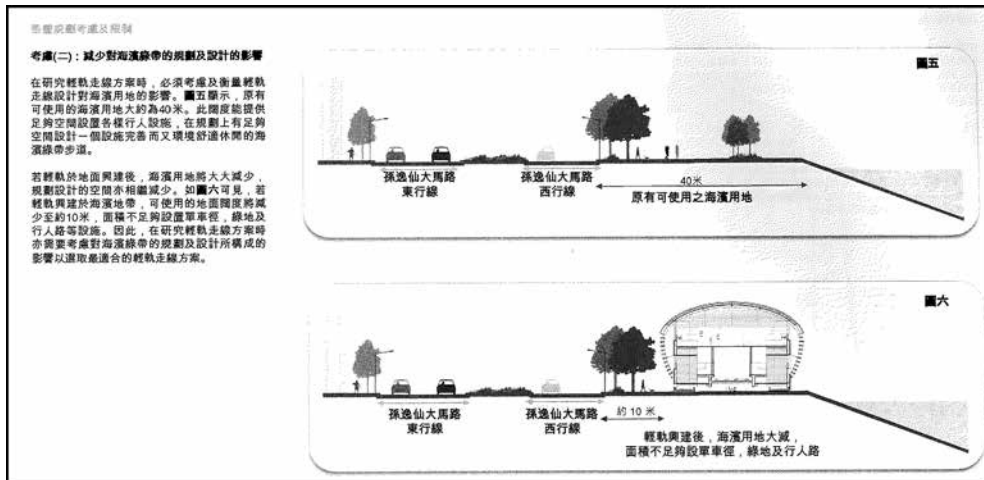 整體規劃考慮及限制
考慮(二)：減少對海濱綠帶的規劃及設計的影響
在研究輕軌走線方案時，必須考慮及衡量輕軌
走線設計對海濱用地的影響。圖五顯示，原有
可使用的海濱用地大約為40米。此闊度能提供
足夠空間設置各樣行人設施，在規劃上有足夠
空間設計一個設施完善而又環境舒適休閒的海
濱綠帶步道。
若輕軌於地面興建後，海濱用地將大大減少，
規劃設計的空間亦相繼減少。如圖六可見，若
輕軌興建於海濱地帶，可使用的地面闊度將減
少至約10米，面積不足夠設置單車徑，綠地及
行人路等設施。因此，在研究輕軌走線方案時
亦需要考慮對海濱綠帶的規劃及設計所構成的
影響以選取最適合的輕軌走線方案。
圖五
孫逸仙大馬路
東行線
孫逸仙大馬路
西行線
40米
原有可使用之海濱用地
圖六
孫逸仙大馬路
東行線
孫逸仙大馬路
西行線
約 10 米
輕軌興建後，海濱用地大減，
面積不足夠設單車徑，綠地及行人路